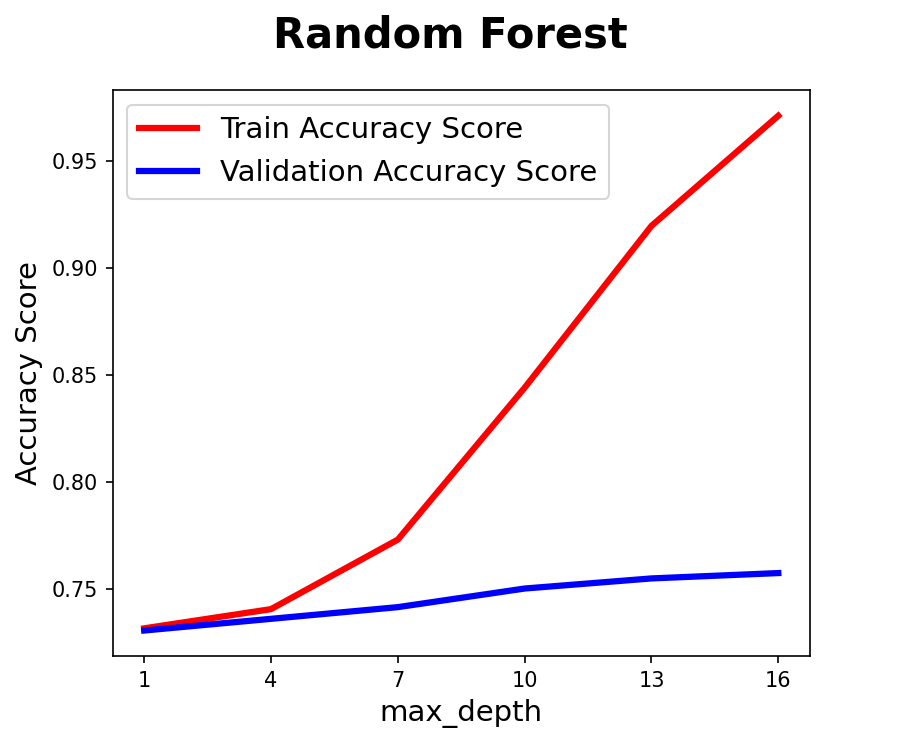 Random Forest
Train Accuracy Score
Validation Accuracy Score
Accuracy Score
0.95
0.90
0.85
0.80
0.75
1 4 7 10 13 16
max_depth